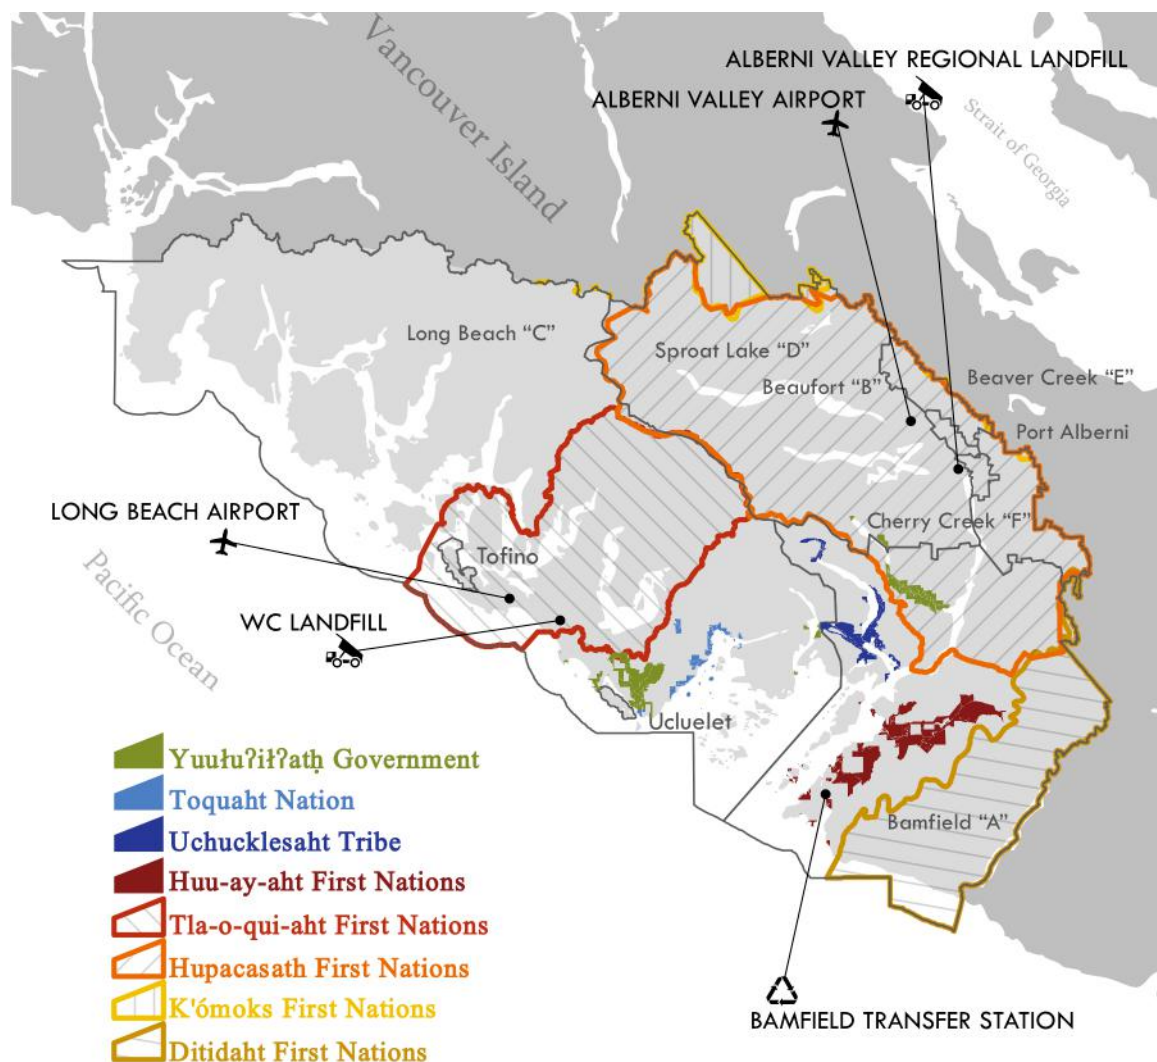 Vancouver Island
ALBERNI VALLEY REGIONAL LANDFILL
ALBERNI VALLEY AIRPORT
Strait of Georgia
Long Beach “C”
Sproat Lake “D”
Beaufort “B”
Beaver Creek “E”
Port Alberni
LONG BEACH AIRPORT
Cherry Creek “F”
Tofino
Pacific Ocean
WC LANDFILL
Ucluelet
Bamfield “A”
Yuułuʔiłʔatḥ Government
Toquaht Nation
Uchucklesaht Tribe
Huu-ay-aht First Nations
Tla-o-qui-aht First Nations
Hupacasath First Nations
K'ómoks First Nations
Ditidaht First Nations
BAMFIELD TRANSFER STATION